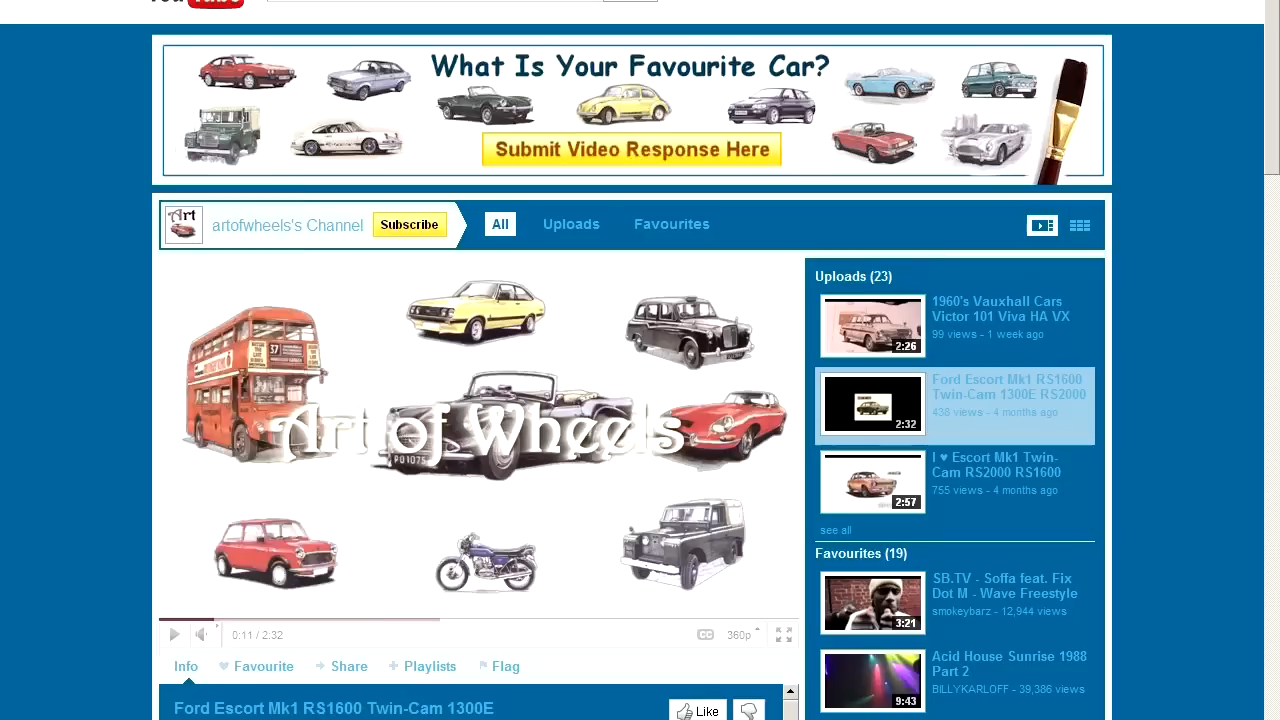 You Tube
What Is Your Favourite Car?
Submit Video Response Here
Art
artofwheels's Channel
Subscribe
All
Uploads
Favourites
37
Art of Wheels
0:11 / 2:32
CC
360p
Info
Favourite
Share
Playlists
Flag
Ford Escort Mk1 RS1600 Twin-Cam 1300E
Like
Uploads (23)
1960's Vauxhall Cars
Victor 101 Viva HA VX
99 views - 1 week ago
2:26
Ford Escort Mk1 RS1600
Twin-Cam 1300E RS2000
438 views - 4 months ago
2:32
I ♥ Escort Mk1 Twin-
Cam RS2000 RS1600
755 views - 4 months ago
2:57
see all
Favourites (19)
SB.TV - Soffa feat. Fix
Dot M - Wave Freestyle
smokeybarz - 12,944 views
3:21
Acid House Sunrise 1988
Part 2
BILLYKARLOFF - 39,386 views
9:43